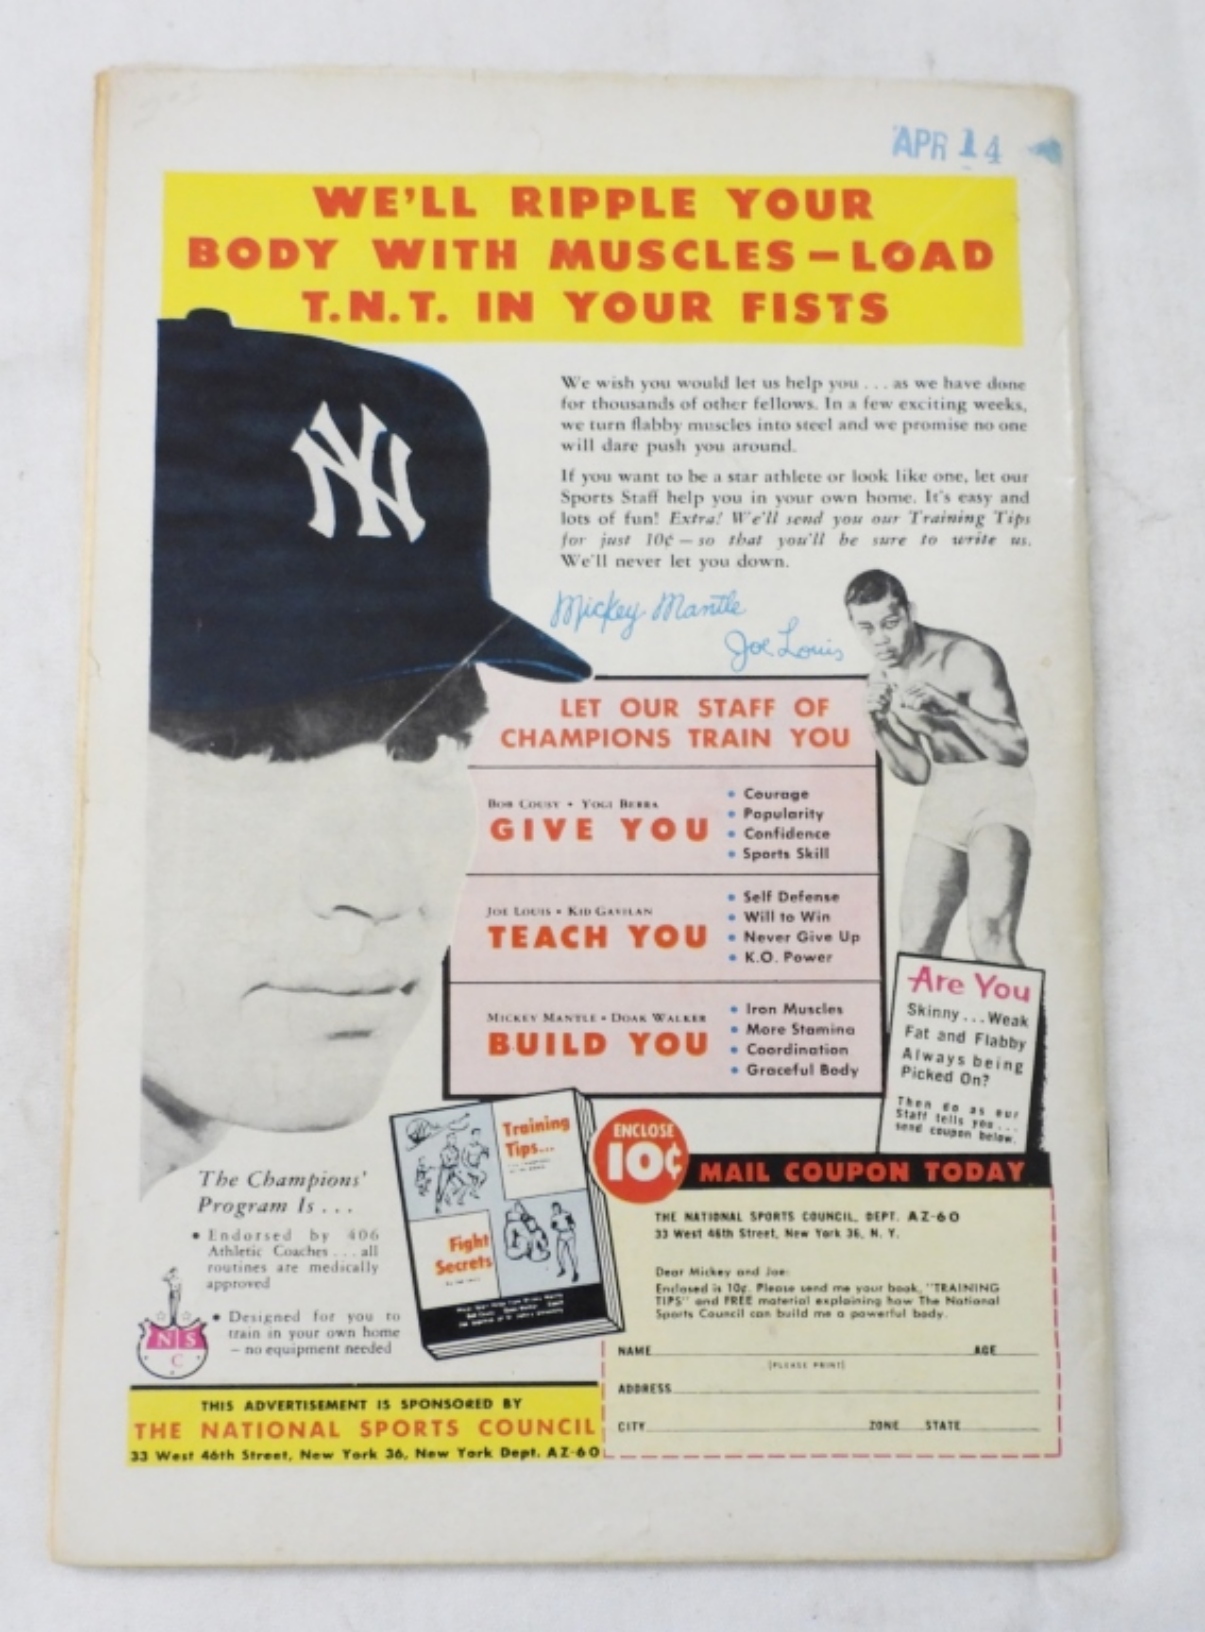 APR 14
WE'LL RIPPLE YOUR
BODY WITH MUSCLES – LOAD
T.N.T. IN YOUR FISTS
NY
We wish you would let us help you . . . as we have done
for thousands of other fellows. In a few exciting weeks,
we turn flabby muscles into steel and we promise no one
will dare push you around.
If you want to be a star athlete or look like one, let our
Sports Staff help you in your own home. It's easy and
lots of fun! Extra! We'll send you our Training Tips
for just 10¢ – so that you'll be sure to write us.
We'll never let you down.
Mickey Mantle
Joe Louis
LET OUR STAFF OF
CHAMPIONS TRAIN YOU
BOB COUSY • YOGI BERRA
GIVE YOU
• Courage
• Popularity
• Confidence
• Sports Skill
JOE LOUIS • KID GAVILAN
TEACH YOU
• Self Defense
• Will to Win
• Never Give Up
• K.O. Power
MICKEY MANTLE • DOAK WALKER
BUILD YOU
• Iron Muscles
• More Stamina
• Coordination
• Graceful Body
Are You
Skinny . . . Weak
Fat and Flabby
Always being
Picked On?
Then do as our
Staff tells you . . .
send coupon below.
Training
Tips...
Fight
Secrets
The Champions'
Program Is . . .
• Endorsed by 406
Athletic Coaches . . . all
routines are medically
approved
• Designed for you to
train in your own home
– no equipment needed
N S
C
THIS ADVERTISEMENT IS SPONSORED BY
THE NATIONAL SPORTS COUNCIL
33 West 46th Street, New York 36, New York Dept. AZ-60
ENCLOSE
10¢
MAIL COUPON TODAY
THE NATIONAL SPORTS COUNCIL, DEPT. AZ-60
33 West 46th Street, New York 36, N. Y.
Dear Mickey and Joe:
Enclosed is 10¢. Please send me your book, "TRAINING
TIPS" and FREE material explaining how The National
Sports Council can build me a powerful body.
NAME AGE
(PLEASE PRINT)
ADDRESS
CITY ZONE STATE